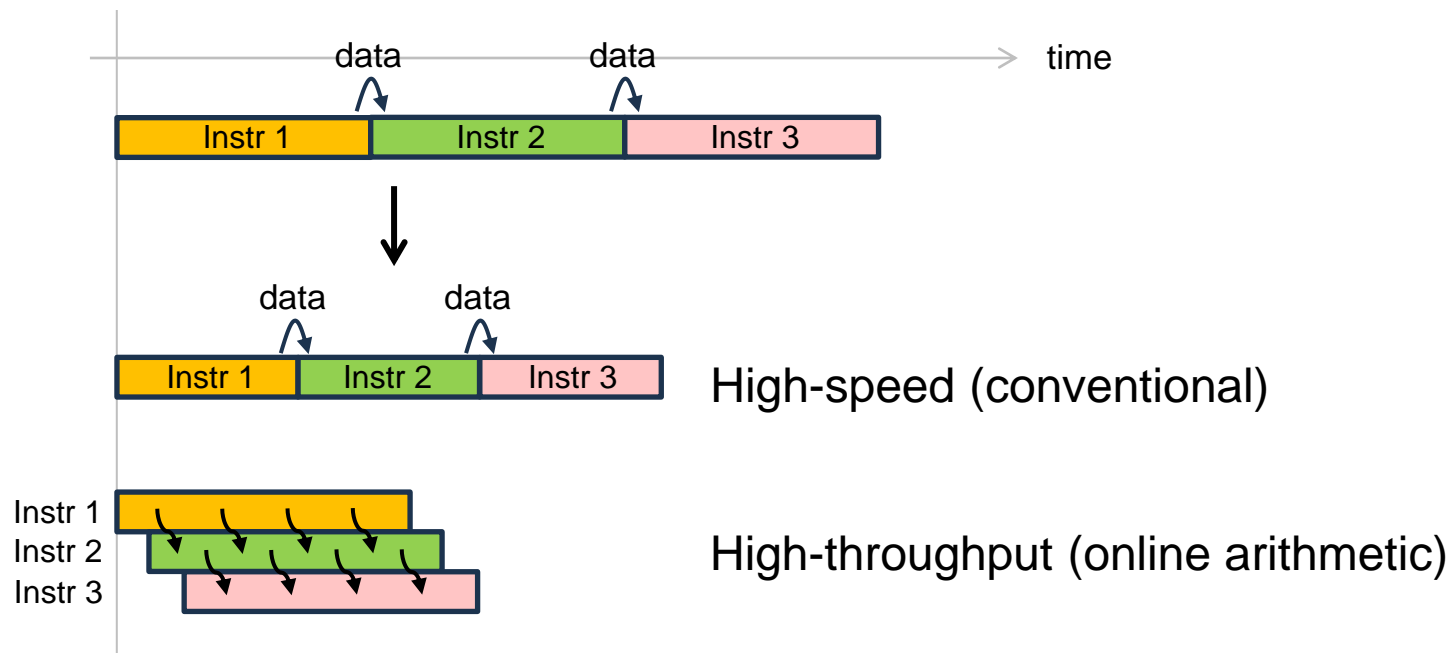 data
data
time
Instr 1
Instr 2
Instr 3
data
data
Instr 1
Instr 2
Instr 3
High-speed (conventional)
Instr 1
Instr 2
Instr 3
High-throughput (online arithmetic)